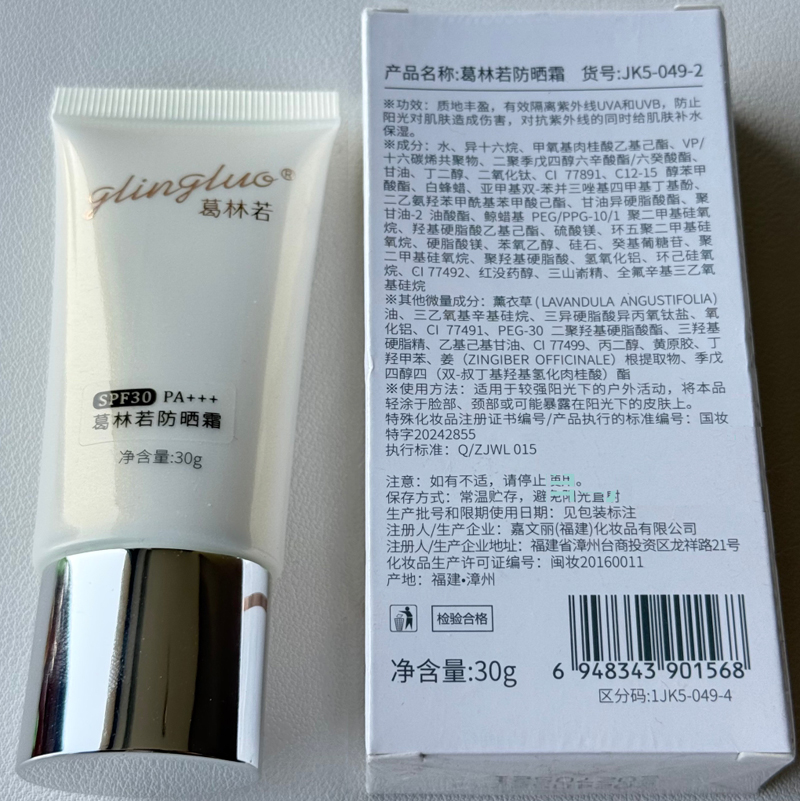 glingluo®
葛林若
SPF30 PA+++
葛林若防晒霜
净含量:30g
产品名称:葛林若防晒霜 货号:JK5-049-2
※功效：质地丰盈，有效隔离紫外线UVA和UVB，防止
阳光对肌肤造成伤害，对抗紫外线的同时给肌肤补水
保湿。
※成分：水、异十六烷、甲氧基肉桂酸乙基己酯、VP/
十六碳烯共聚物、二聚季戊四醇六辛酸酯/六癸酸酯、
甘油、丁二醇、二氧化钛、CI 77891、C12-15 醇苯甲
酸酯、白蜂蜡、亚甲基双-苯并三唑基四甲基丁基酚、
二乙氨羟苯甲酰基苯甲酸己酯、甘油异硬脂酸酯、聚
甘油-2 油酸酯、鲸蜡基 PEG/PPG-10/1 聚二甲基硅氧
烷、羟基硬脂酸乙基己酯、硫酸镁、环五聚二甲基硅
氧烷、硬脂酸镁、苯氧乙醇、硅石、癸基葡糖苷、聚
二甲基硅氧烷、聚羟基硬脂酸、氢氧化铝、环己硅氧
烷、CI 77492、红没药醇、三山嵛精、全氟辛基三乙氧
基硅烷
※其他微量成分：薰衣草(LAVANDULA ANGUSTIFOLIA)
油、三乙氧基辛基硅烷、三异硬脂酸异丙氧钛盐、氧
化铝、CI 77491、PEG-30 二聚羟基硬脂酸酯、三羟基
硬脂精、乙基己基甘油、CI 77499、丙二醇、黄原胶、丁
羟甲苯、姜（ZINGIBER OFFICINALE）根提取物、季戊
四醇四（双-叔丁基羟基氢化肉桂酸）酯
※使用方法：适用于较强阳光下的户外活动，将本品
轻涂于脸部、颈部或可能暴露在阳光下的皮肤上。
特殊化妆品注册证书编号/产品执行的标准编号：国妆
特字20242855
执行标准：Q/ZJWL 015
注意：如有不适，请停止 。
保存方式：常温贮存，避免阳光直射
生产批号和限期使用日期：见包装标注
注册人/生产企业：嘉文丽(福建)化妆品有限公司
注册人/生产企业地址：福建省漳州台商投资区龙祥路21号
化妆品生产许可证编号：闽妆20160011
产地：福建•漳州
检验合格
净含量:30g
6 948343 901568
区分码:1JK5-049-4